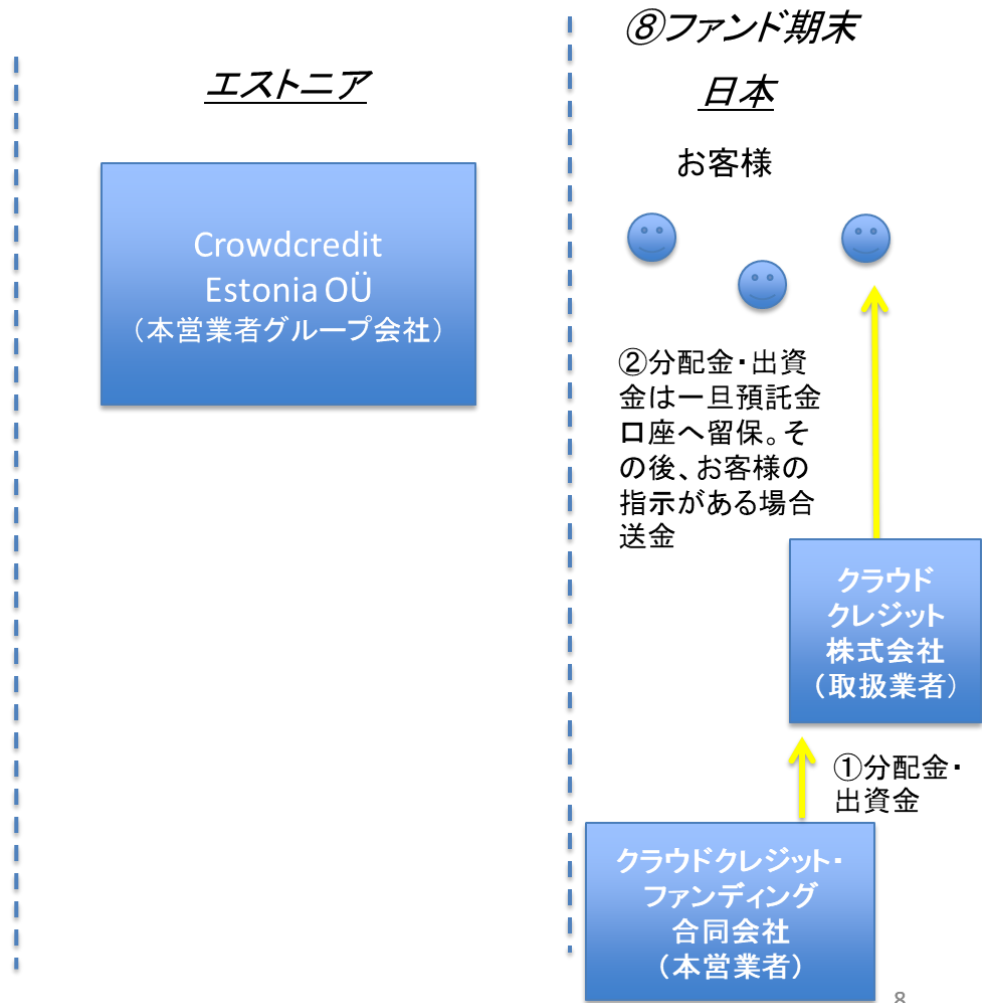 ⑧ファンド期末
エストニア
日本
お客様
Crowdcredit
Estonia OÜ
（本営業者グループ会社）
②分配金・出資
金は一旦預託金
口座へ留保。そ
の後、お客様の
指示がある場合
送金
クラウド
クレジット
株式会社
（取扱業者）
①分配金・
出資金
クラウドクレジット・
ファンディング
合同会社
（本営業者）
8